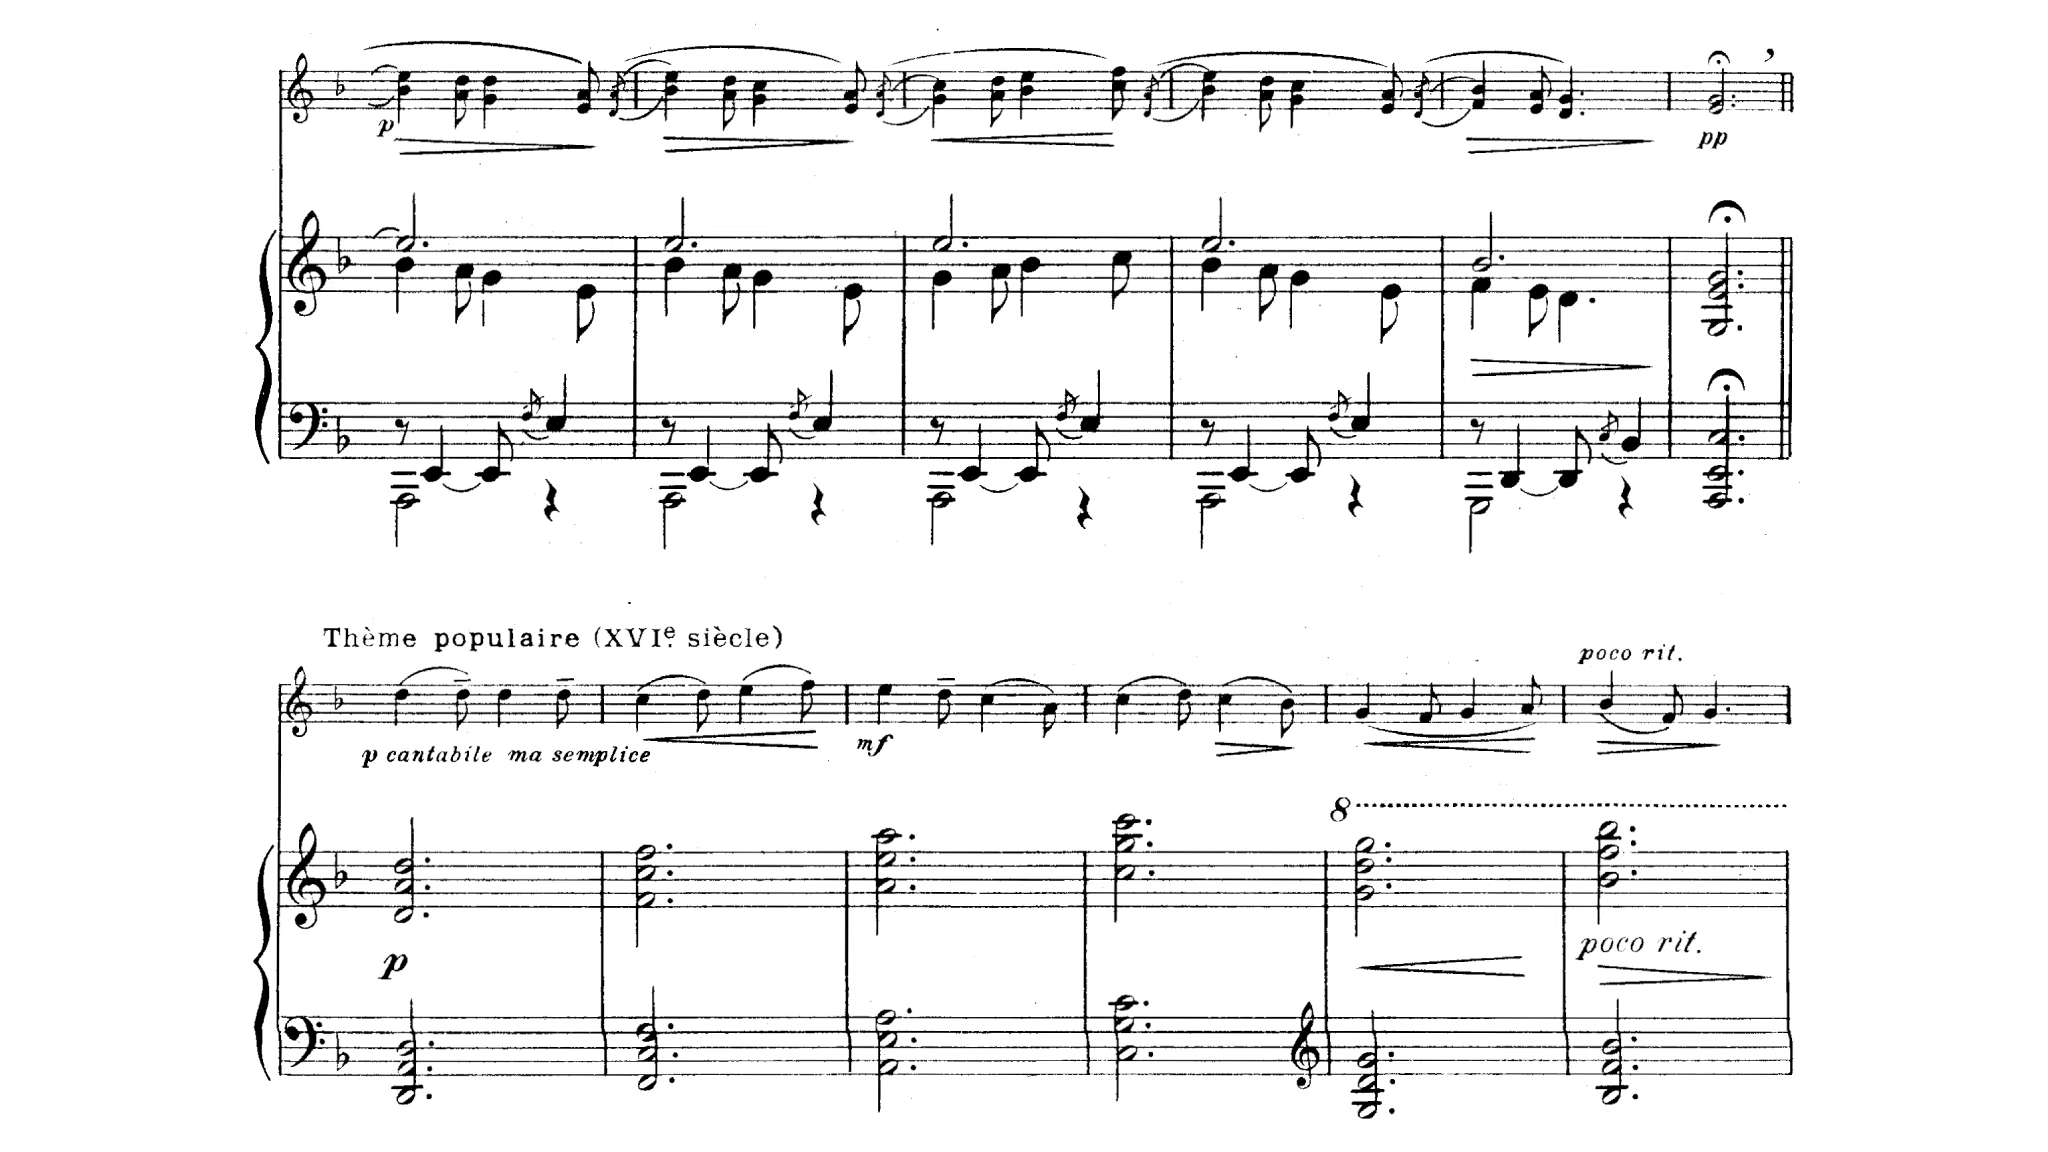 p
pp
Thème populaire (XVIe siècle)
poco rit.
p cantabile ma semplice
mf
8
poco rit.
p